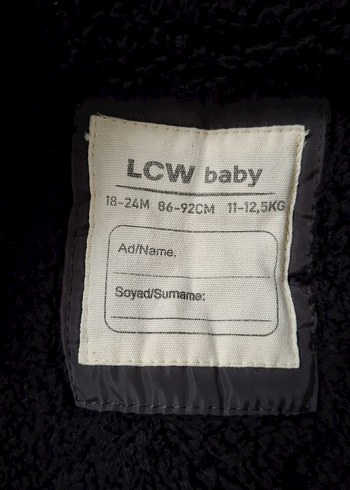 LCW baby
18-24M 86-92CM 11-12,5KG
Ad/Name:
Soyad/Surname: